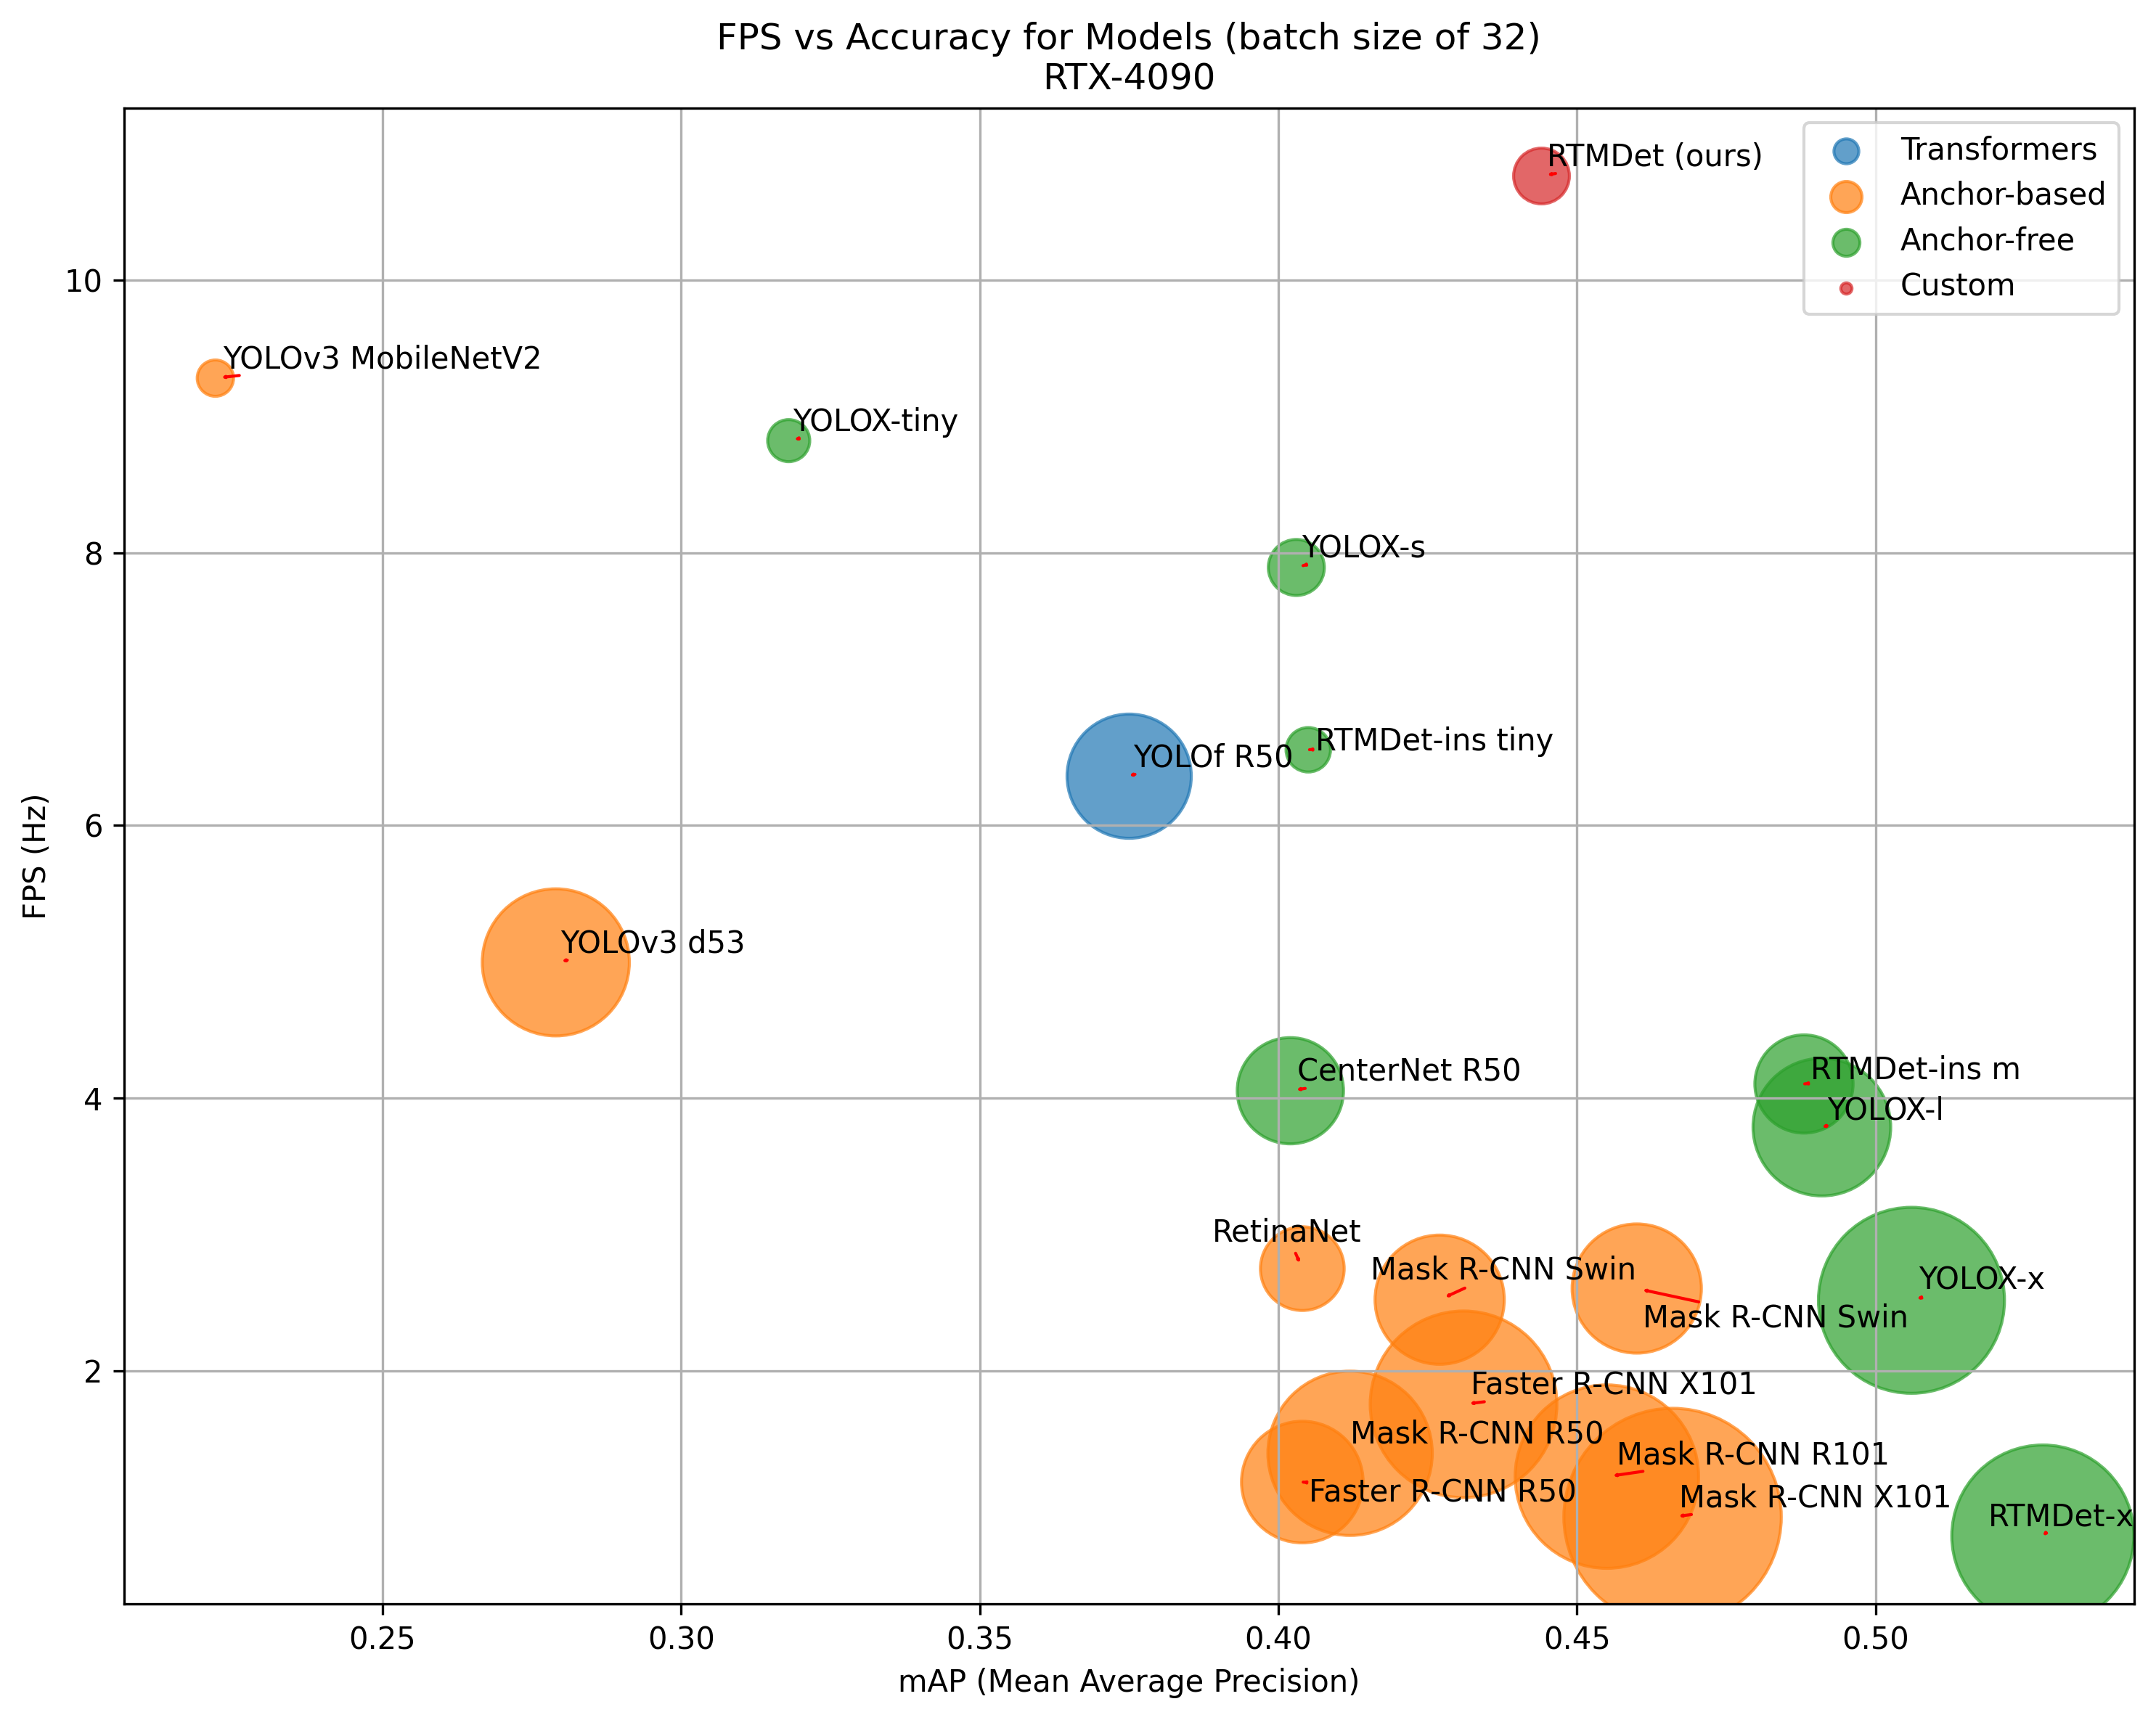 FPS vs Accuracy for Models (batch size of 32)
RTX-4090
RTMDet (ours)
Transformers
Anchor-based
Anchor-free
Custom
10
YOLOv3 MobileNetV2
YOLOX-tiny
8
YOLOX-s
RTMDet-ins tiny
YOLOf R50
6
FPS (Hz)
YOLOv3 d53
4
CenterNet R50
RTMDet-ins m
YOLOX-l
RetinaNet
Mask R-CNN Swin
YOLOX-x
Mask R-CNN Swin
2
Faster R-CNN X101
Mask R-CNN R50
Mask R-CNN R101
Faster R-CNN R50
Mask R-CNN X101
RTMDet-x
0.25
0.30
0.35
0.40
0.45
0.50
mAP (Mean Average Precision)